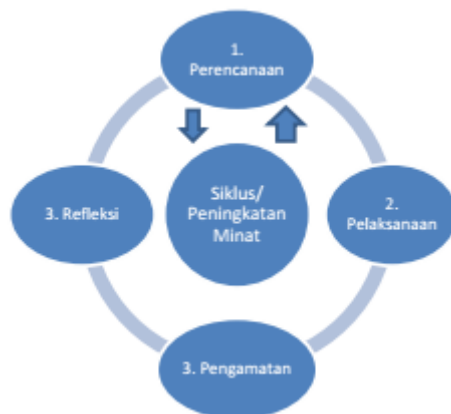 1.
Perencanaan
Siklus/
Peningkatan
Minat
2.
Pelaksanaan
3. Pengamatan
3. Refleksi